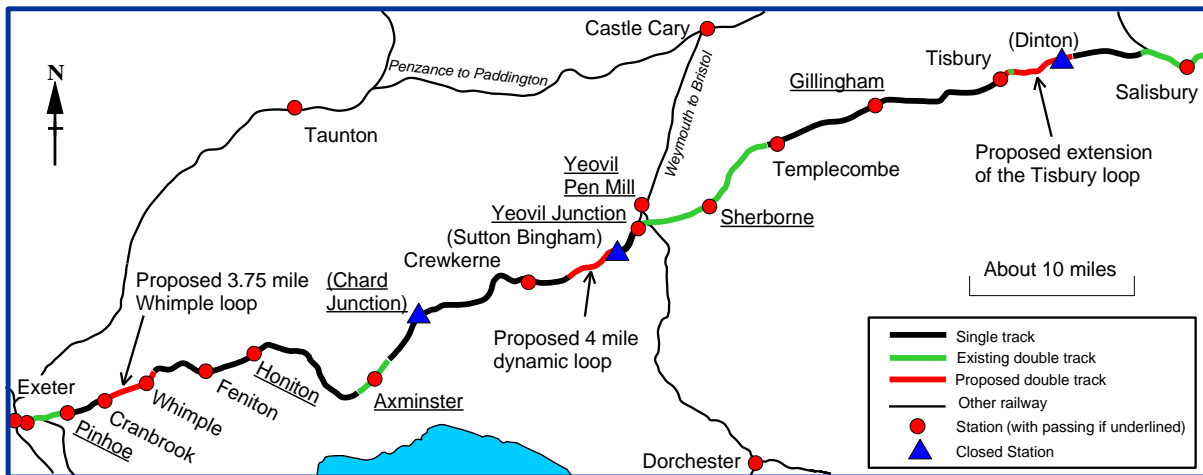 Castle Cary
Penzance to Paddington
Weymouth to Bristol
N
Taunton
Tisbury
(Dinton)
Salisbury
Gillingham
Templecombe
Proposed extension
of the Tisbury loop
Yeovil
Pen Mill
Yeovil Junction
(Sutton Bingham)
Sherborne
Crewkerne
(Chard
Junction)
Proposed 3.75 mile
Whimple loop
Proposed 4 mile
dynamic loop
About 10 miles
Exeter
Pinhoe
Cranbrook
Whimple
Feniton
Honiton
Axminster
Dorchester
Single track
Existing double track
Proposed double track
Other railway
Station (with passing if underlined)
Closed Station